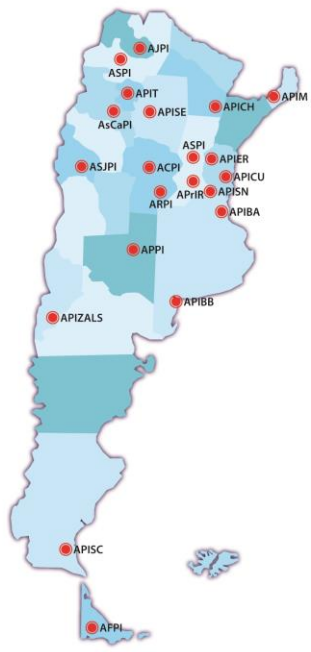 AJPI
ASPI
APIT
APIM
AsCaPI
APISE
APICH
ASPI
APIER
ASJPI
ACPI
APICU
APrIR
APISN
ARPI
APIBA
APPI
APIBB
APIZALS
APISC
AFPI